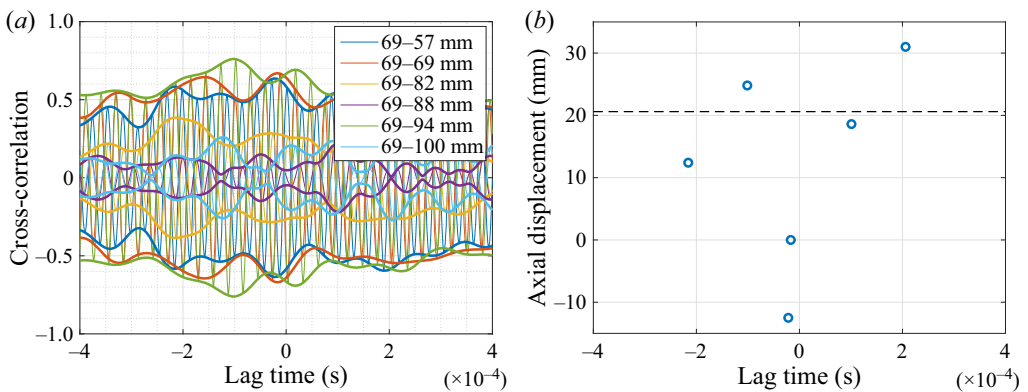 (a)
1.0
0.5
0
−0.5
−1.0
Cross-correlation
69–57 mm
69–69 mm
69–82 mm
69–88 mm
69–94 mm
69–100 mm
−4
−2
0
2
4
Lag time (s)
(×10−4)
(b)
30
20
10
0
−10
Axial displacement (mm)
−4
−2
0
2
4
Lag time (s)
(×10−4)